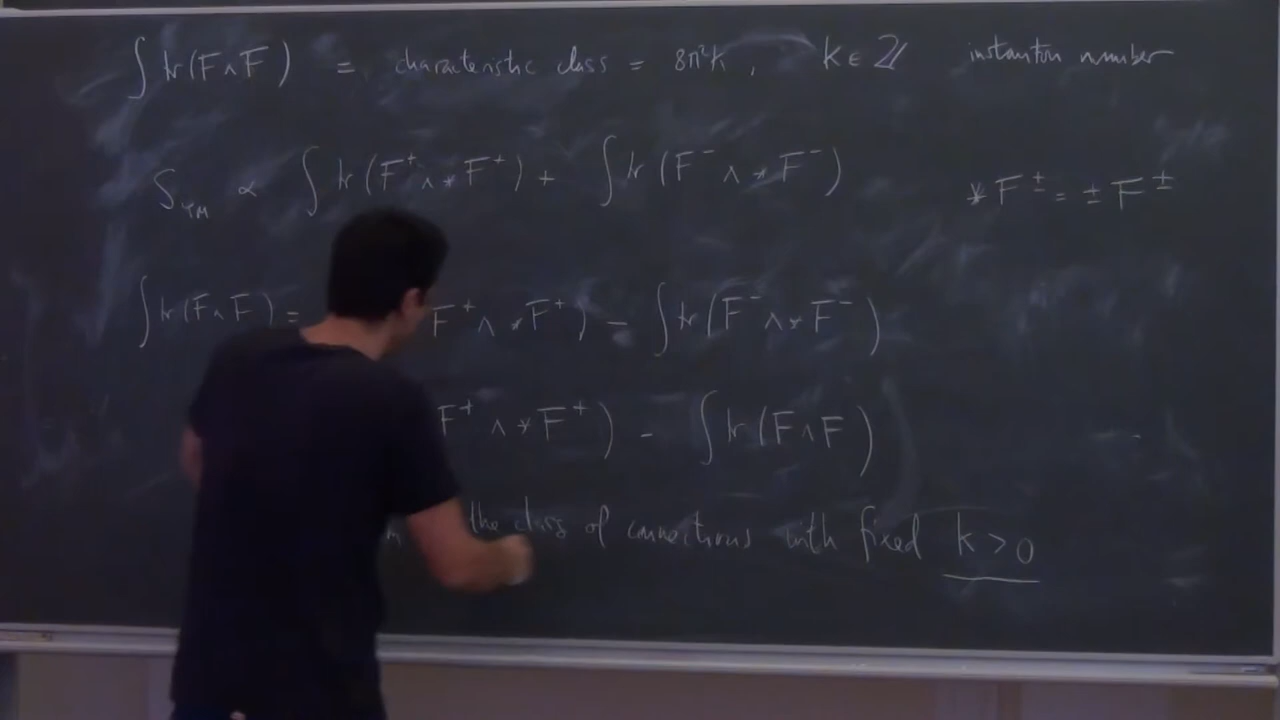 ∫ tr(F∧F) = characteristic class = 8π²k, k ∈ ℤ instanton number
S_YM ∝ ∫ tr(F⁺∧*F⁺) + ∫ tr(F⁻∧*F⁻) *F^± = ±F^±
∫ tr(F∧F) = F⁺∧*F⁺) − ∫ tr(F⁻∧*F⁻)
F⁺∧*F⁺) − ∫ tr(F∧F)
the class of connections with fixed k > 0